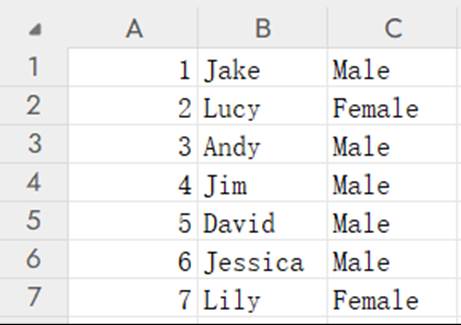 A B C
1 1 Jake Male
2 2 Lucy Female
3 3 Andy Male
4 4 Jim Male
5 5 David Male
6 6 Jessica Male
7 7 Lily Female